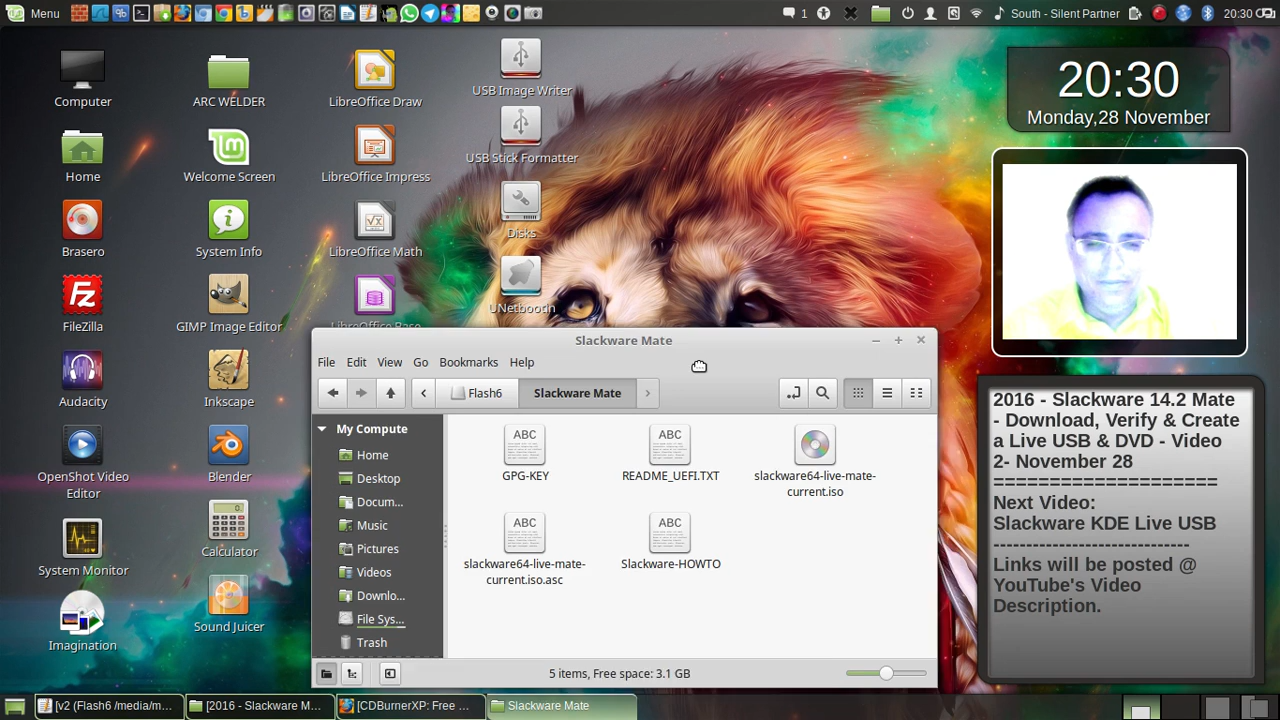 Menu
1
South - Silent Partner
20:30
Computer
ARC WELDER
LibreOffice Draw
USB Image Writer
20:30
Monday,28 November
Home
Welcome Screen
LibreOffice Impress
USB Stick Formatter
Brasero
System Info
LibreOffice Math
Disks
FileZilla
GIMP Image Editor
LibreOffice Base
UNetbootin
Audacity
Inkscape
OpenShot Video
Editor
Blender
System Monitor
Calculator
Imagination
Sound Juicer
Slackware Mate
File Edit View Go Bookmarks Help
Flash6 Slackware Mate
My Compute
Home
Desktop
Docum...
Music
Pictures
Videos
Downlo...
File Sys...
Trash
ABC
GPG-KEY
ABC
README_UEFI.TXT
slackware64-live-mate-
current.iso
ABC
slackware64-live-mate-
current.iso.asc
ABC
Slackware-HOWTO
5 items, Free space: 3.1 GB
2016 - Slackware 14.2 Mate
- Download, Verify & Create
a Live USB & DVD - Video
2- November 28
=====================
Next Video:
Slackware KDE Live USB
------------------------------
Links will be posted @
YouTube's Video
Description.
[v2 (Flash6 /media/m...
[2016 - Slackware M...
[CDBurnerXP: Free ...
Slackware Mate